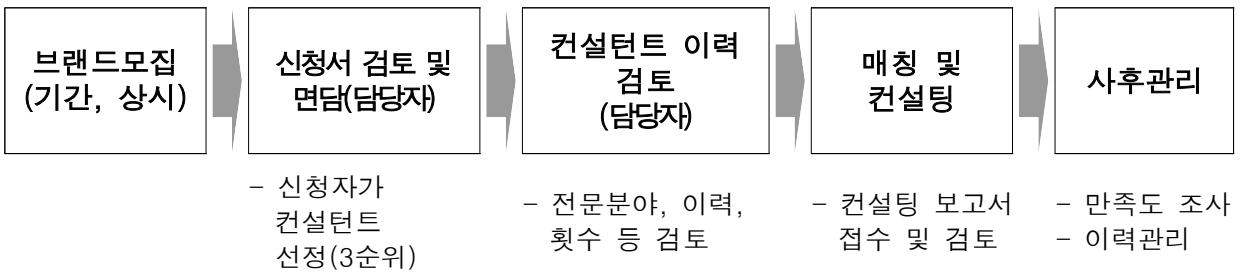 브랜드모집
(기간, 상시)
신청서 검토 및
면담(담당자)
컨설턴트 이력
검토
(담당자)
매칭 및
컨설팅
사후관리
- 신청자가
컨설턴트
선정(3순위)
- 전문분야, 이력,
횟수 등 검토
- 컨설팅 보고서
접수 및 검토
- 만족도 조사
- 이력관리